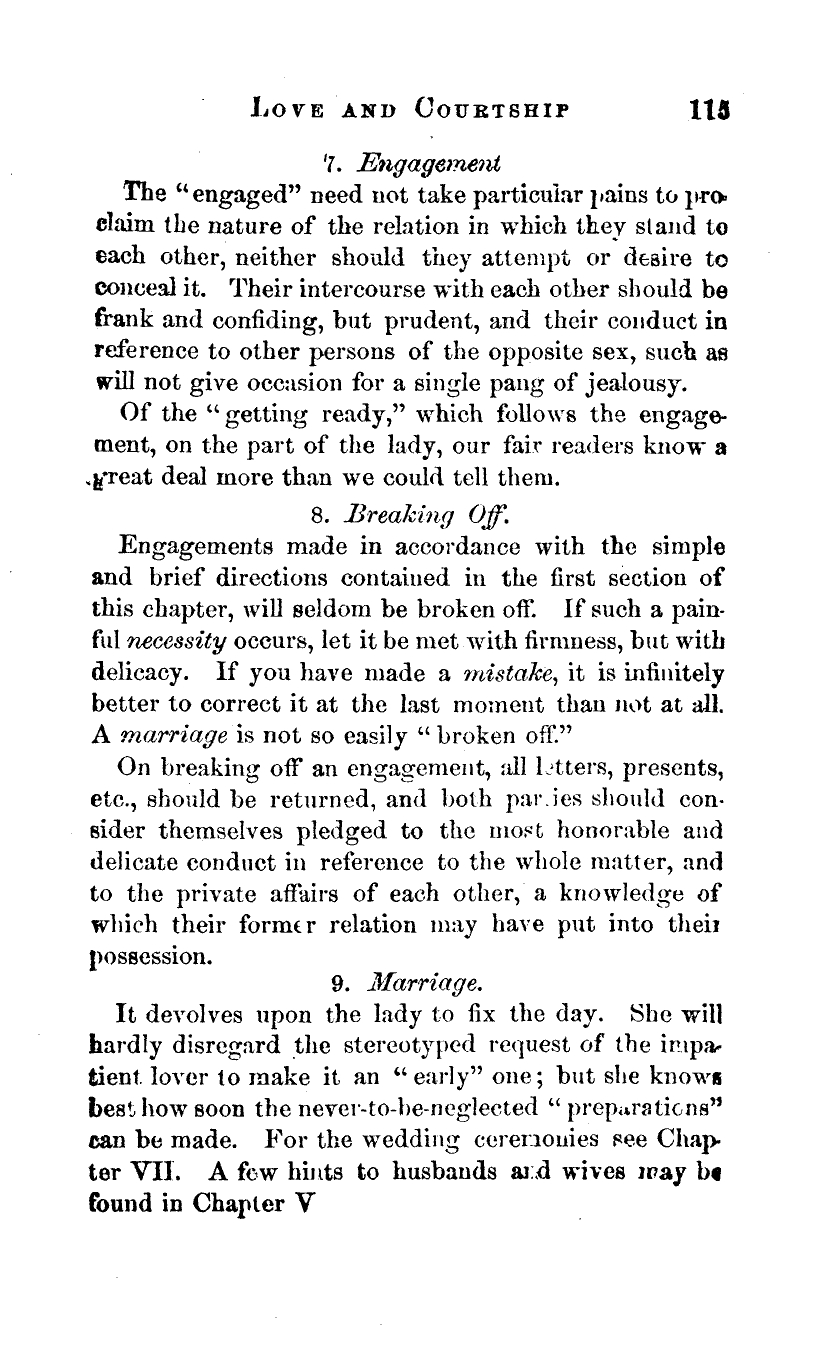 LOVE AND COURTSHIP 115
7. Engagement
The "engaged" need not take particular pains to pro-
claim the nature of the relation in which they stand to
each other, neither should they attempt or desire to
conceal it. Their intercourse with each other should be
frank and confiding, but prudent, and their conduct in
reference to other persons of the opposite sex, such as
will not give occasion for a single pang of jealousy.
Of the "getting ready," which follows the engage-
ment, on the part of the lady, our fair readers know a
great deal more than we could tell them.
8. Breaking Off.
Engagements made in accordance with the simple
and brief directions contained in the first section of
this chapter, will seldom be broken off. If such a pain-
ful necessity occurs, let it be met with firmness, but with
delicacy. If you have made a mistake, it is infinitely
better to correct it at the last moment than not at all.
A marriage is not so easily "broken off."
On breaking off an engagement, all letters, presents,
etc., should be returned, and both parties should con-
sider themselves pledged to the most honorable and
delicate conduct in reference to the whole matter, and
to the private affairs of each other, a knowledge of
which their former relation may have put into their
possession.
9. Marriage.
It devolves upon the lady to fix the day. She will
hardly disregard the stereotyped request of the impa-
tient lover to make it an "early" one; but she knows
best how soon the never-to-be-neglected "preparations"
can be made. For the wedding ceremonies see Chap-
ter VII. A few hints to husbands and wives may be
found in Chapter V